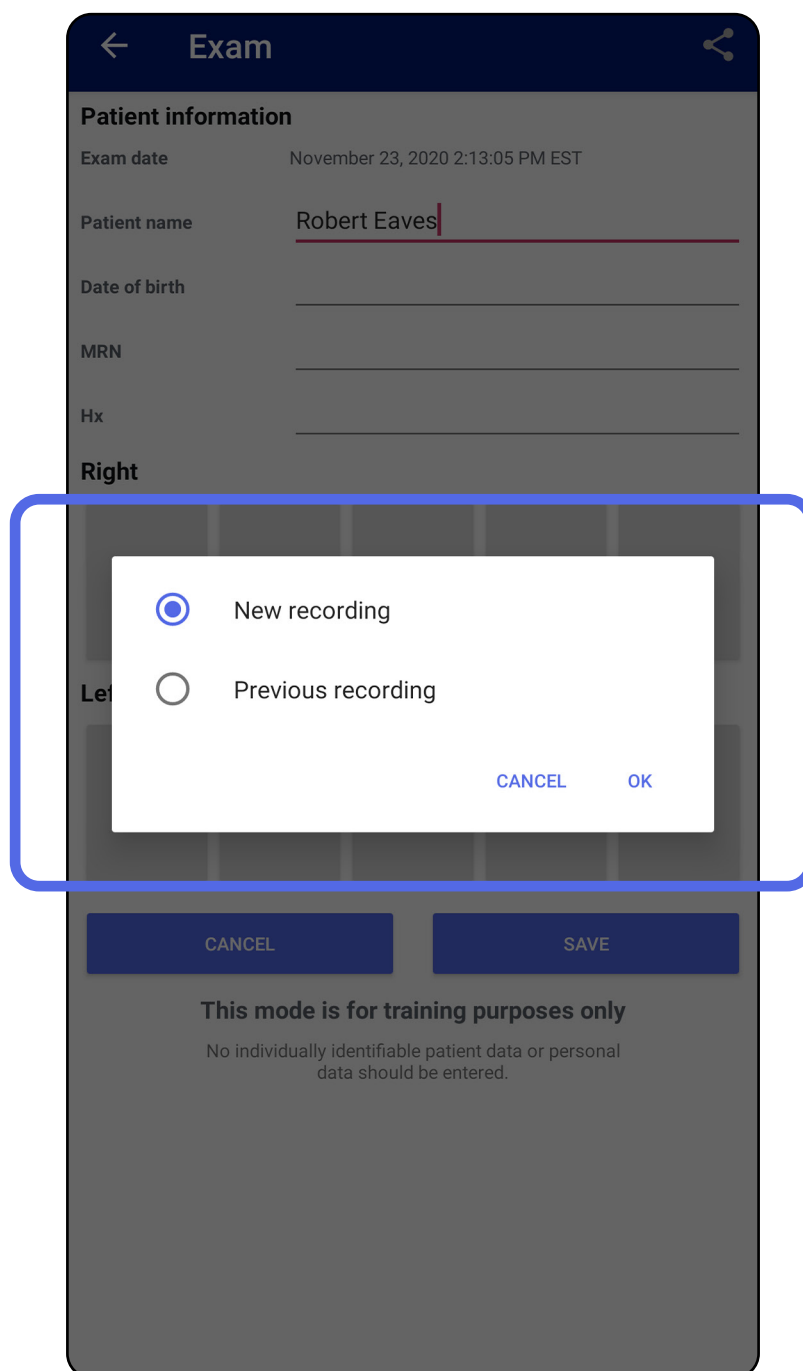 Exam
Patient information
Exam date November 23, 2020 2:13:05 PM EST
Patient name Robert Eaves
Date of birth
MRN
Hx
Right
New recording
Lef
Previous recording
CANCEL OK
CANCEL SAVE
This mode is for training purposes only
No individually identifiable patient data or personal
data should be entered.